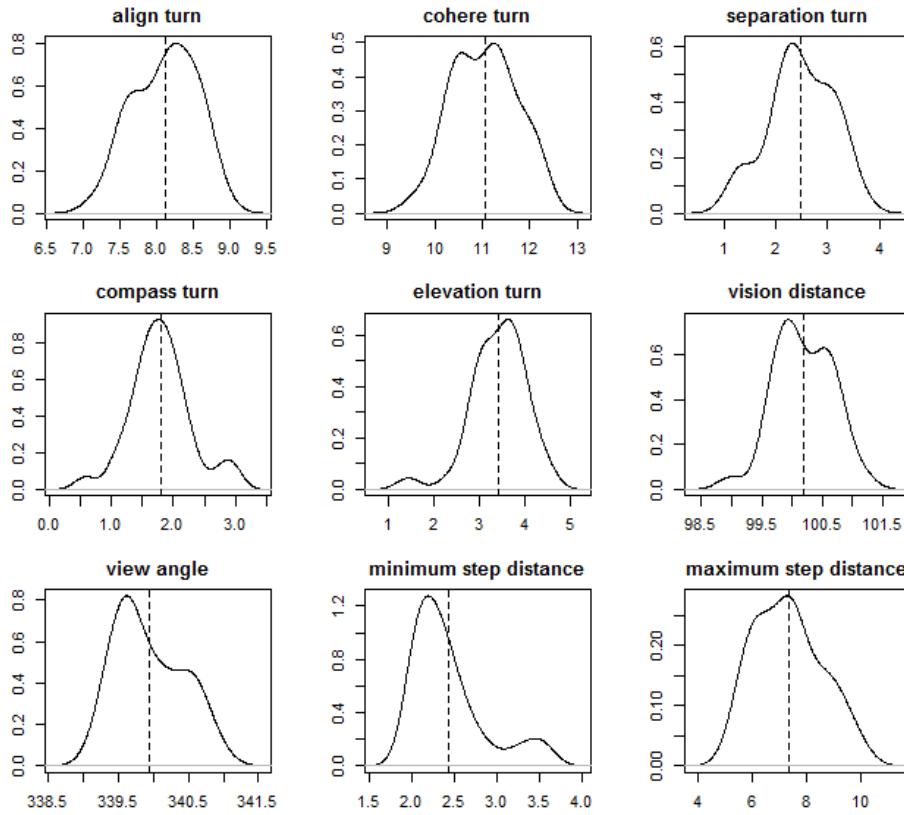 align turn
cohere turn
separation turn
0.0 0.2 0.4 0.6 0.8
6.5 7.0 7.5 8.0 8.5 9.0 9.5
0.0 0.1 0.2 0.3 0.4 0.5
9 10 11 12 13
0.0 0.2 0.4 0.6
1 2 3 4
compass turn
elevation turn
vision distance
0.0 0.2 0.4 0.6 0.8
0.0 1.0 2.0 3.0
0.0 0.2 0.4 0.6
1 2 3 4 5
0.0 0.2 0.4 0.6
98.5 99.5 100.5 101.5
view angle
minimum step distance
maximum step distance
0.0 0.2 0.4 0.6 0.8
338.5 339.5 340.5 341.5
0.0 0.4 0.8 1.2
1.5 2.0 2.5 3.0 3.5 4.0
0.00 0.10 0.20
4 6 8 10